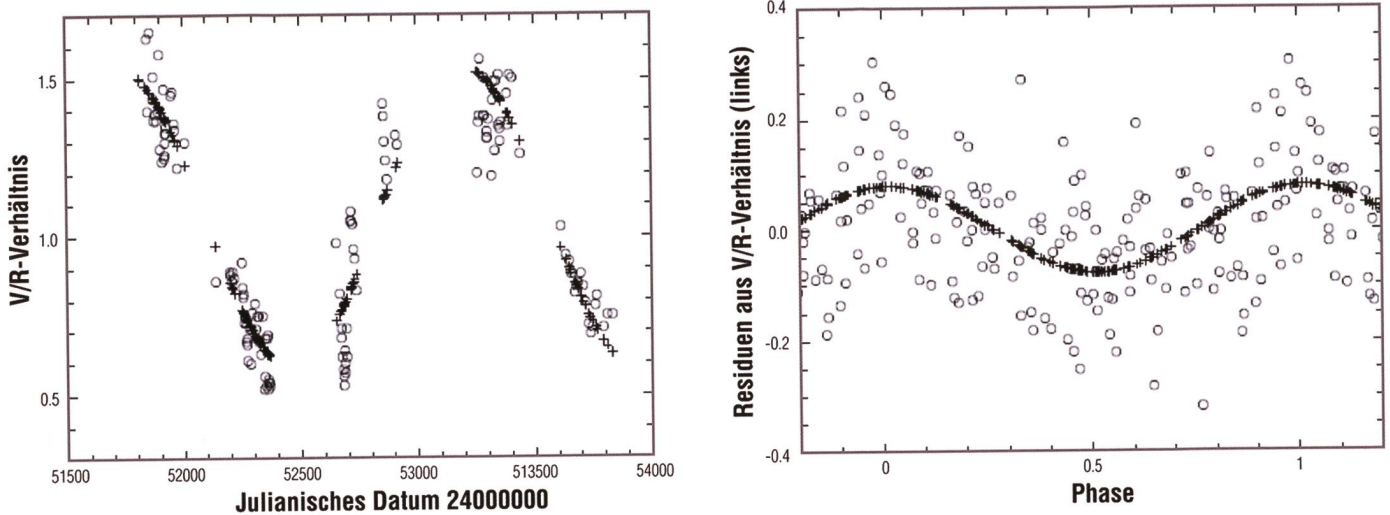 V/R-Verhältnis
1.5
1.0
0.5
51500 52000 52500 53000 513500 54000
Julianisches Datum 24000000
Residuen aus V/R-Verhältnis (links)
0.4
0.2
0.0
-0.2
-0.4
0 0.5 1
Phase